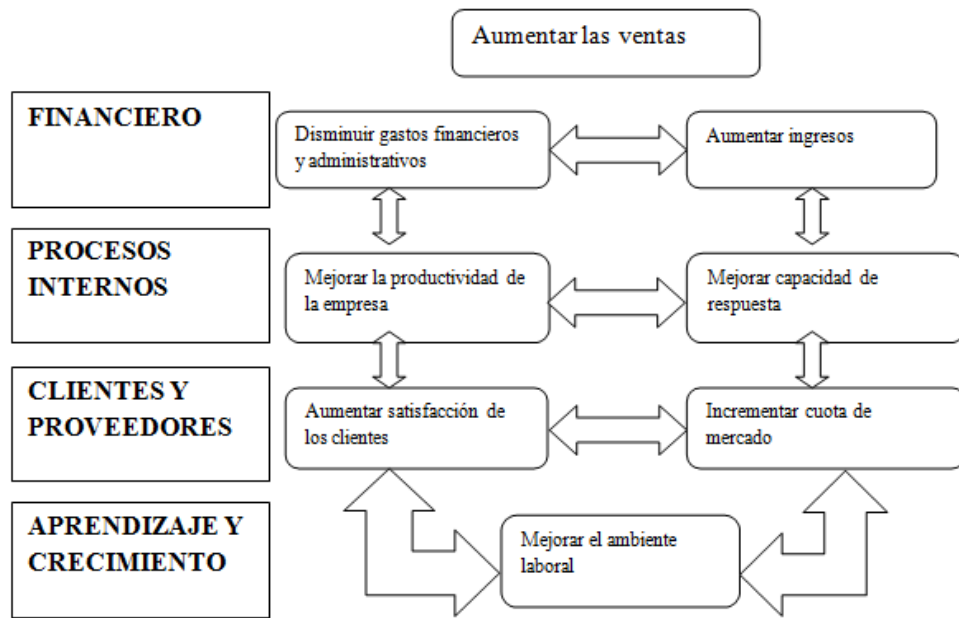 Aumentar las ventas
FINANCIERO
Disminuir gastos financieros
y administrativos
Aumentar ingresos
PROCESOS
INTERNOS
Mejorar la productividad de
la empresa
Mejorar capacidad de
respuesta
CLIENTES Y
PROVEEDORES
Aumentar satisfacción de
los clientes
Incrementar cuota de
mercado
APRENDIZAJE Y
CRECIMIENTO
Mejorar el ambiente
laboral